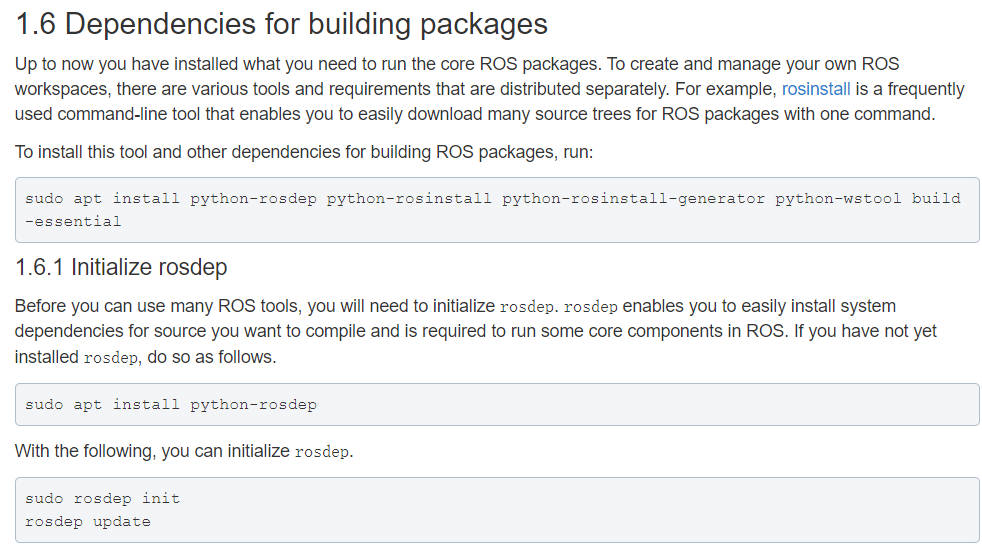 1.6 Dependencies for building packages
Up to now you have installed what you need to run the core ROS packages. To create and manage your own ROS
workspaces, there are various tools and requirements that are distributed separately. For example, rosinstall is a frequently
used command-line tool that enables you to easily download many source trees for ROS packages with one command.
To install this tool and other dependencies for building ROS packages, run:
sudo apt install python-rosdep python-rosinstall python-rosinstall-generator python-wstool build
-essential
1.6.1 Initialize rosdep
Before you can use many ROS tools, you will need to initialize rosdep. rosdep enables you to easily install system
dependencies for source you want to compile and is required to run some core components in ROS. If you have not yet
installed rosdep, do so as follows.
sudo apt install python-rosdep
With the following, you can initialize rosdep.
sudo rosdep init
rosdep update